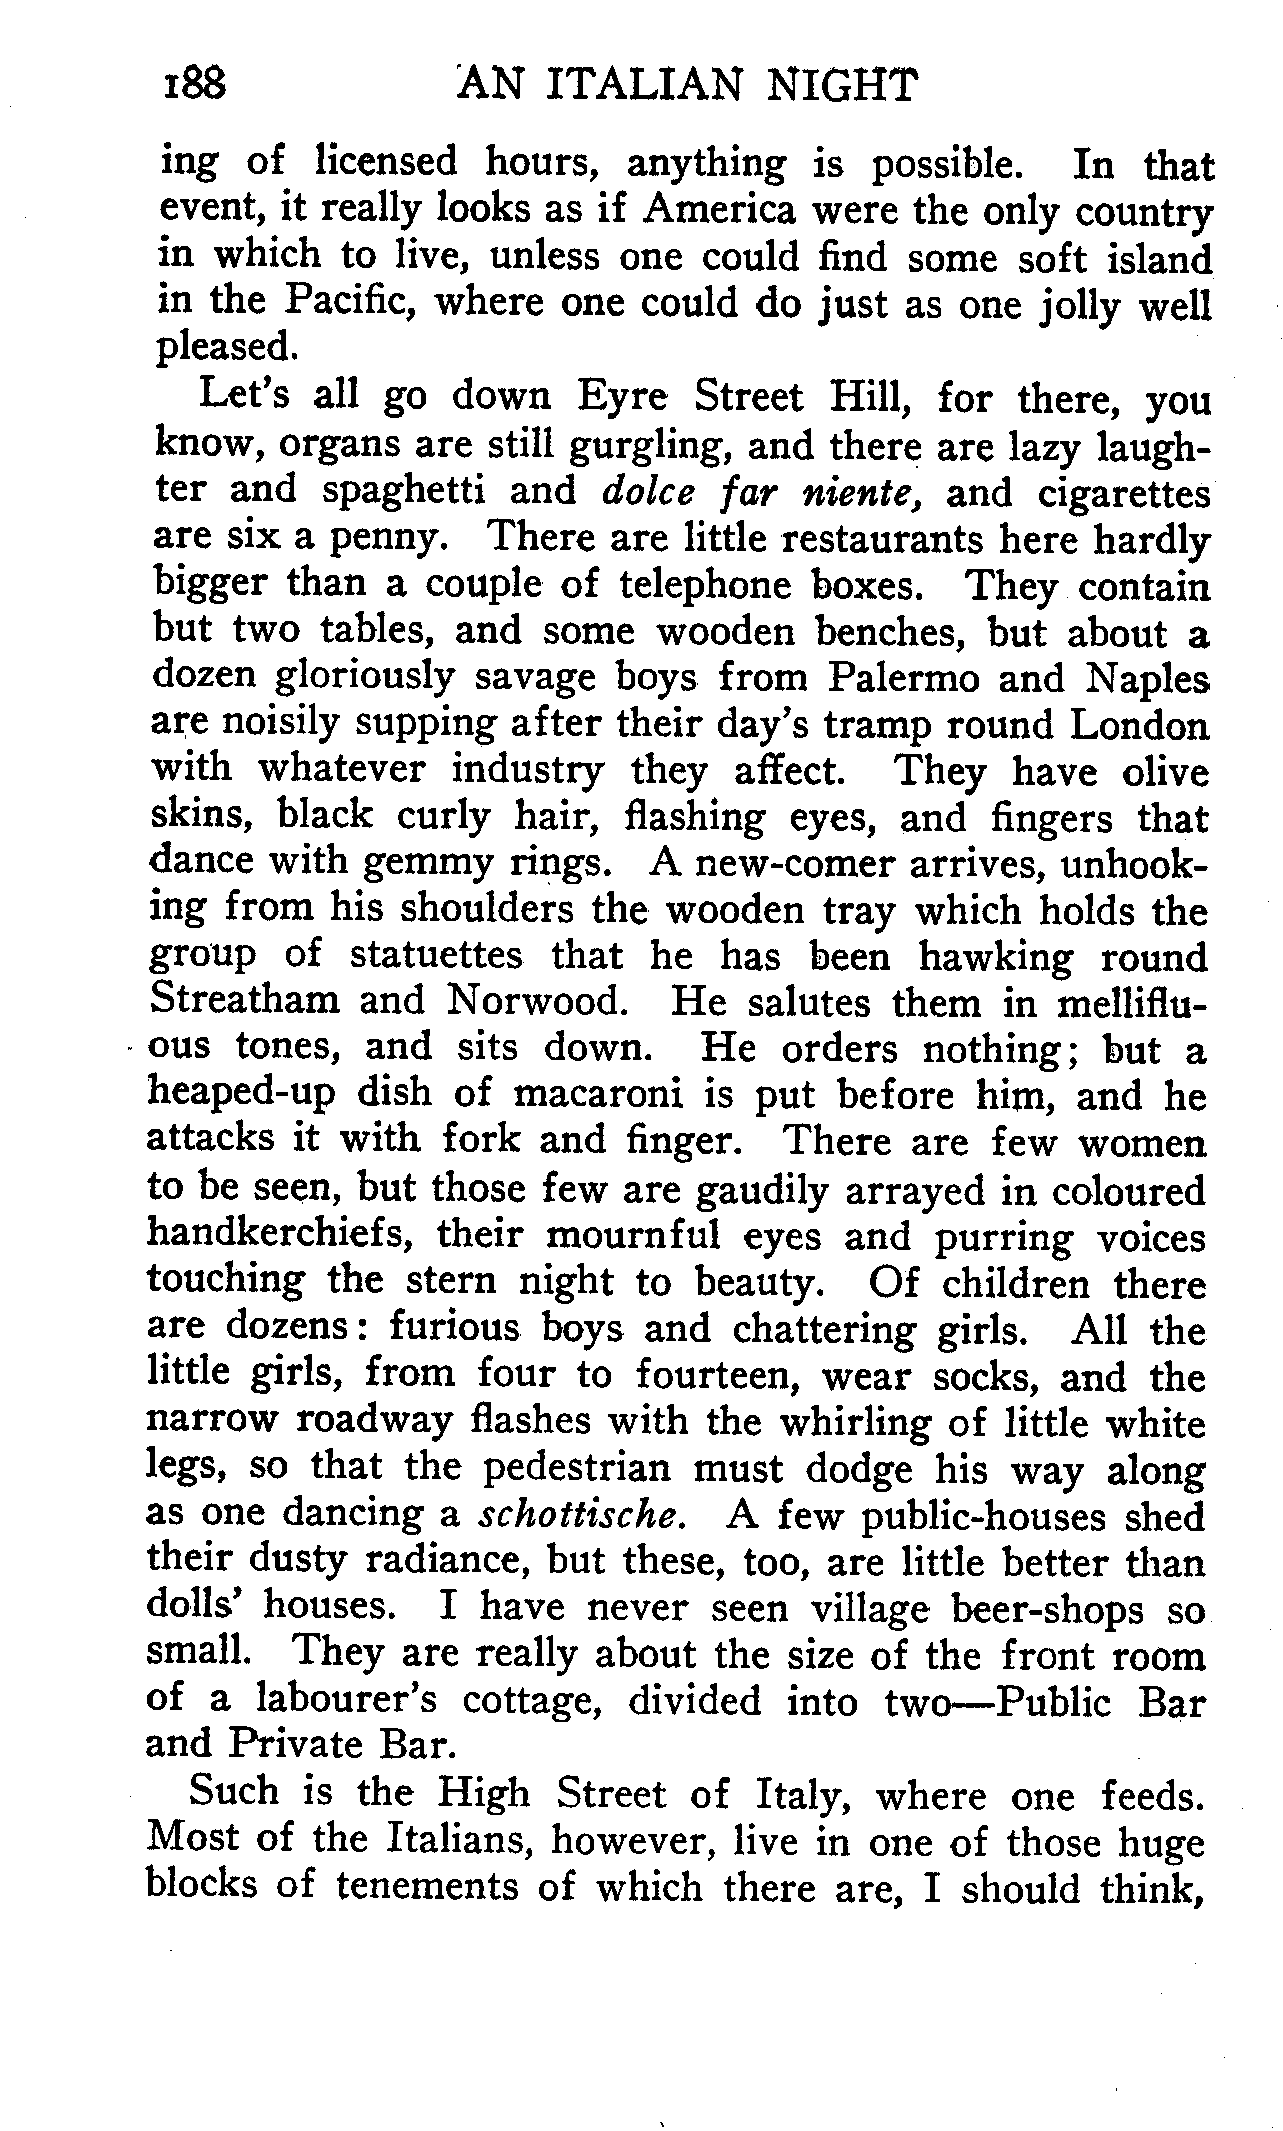 188 AN ITALIAN NIGHT
ing of licensed hours, anything is possible. In that
event, it really looks as if America were the only country
in which to live, unless one could find some soft island
in the Pacific, where one could do just as one jolly well
pleased.
Let's all go down Eyre Street Hill, for there, you
know, organs are still gurgling, and there are lazy laugh-
ter and spaghetti and dolce far niente, and cigarettes
are six a penny. There are little restaurants here hardly
bigger than a couple of telephone boxes. They contain
but two tables, and some wooden benches, but about a
dozen gloriously savage boys from Palermo and Naples
are noisily supping after their day's tramp round London
with whatever industry they affect. They have olive
skins, black curly hair, flashing eyes, and fingers that
dance with gemmy rings. A new-comer arrives, unhook-
ing from his shoulders the wooden tray which holds the
group of statuettes that he has been hawking round
Streatham and Norwood. He salutes them in melliflu-
ous tones, and sits down. He orders nothing; but a
heaped-up dish of macaroni is put before him, and he
attacks it with fork and finger. There are few women
to be seen, but those few are gaudily arrayed in coloured
handkerchiefs, their mournful eyes and purring voices
touching the stern night to beauty. Of children there
are dozens: furious boys and chattering girls. All the
little girls, from four to fourteen, wear socks, and the
narrow roadway flashes with the whirling of little white
legs, so that the pedestrian must dodge his way along
as one dancing a schottische. A few public-houses shed
their dusty radiance, but these, too, are little better than
dolls' houses. I have never seen village beer-shops so
small. They are really about the size of the front room
of a labourer's cottage, divided into two—Public Bar
and Private Bar.
Such is the High Street of Italy, where one feeds.
Most of the Italians, however, live in one of those huge
blocks of tenements of which there are, I should think,